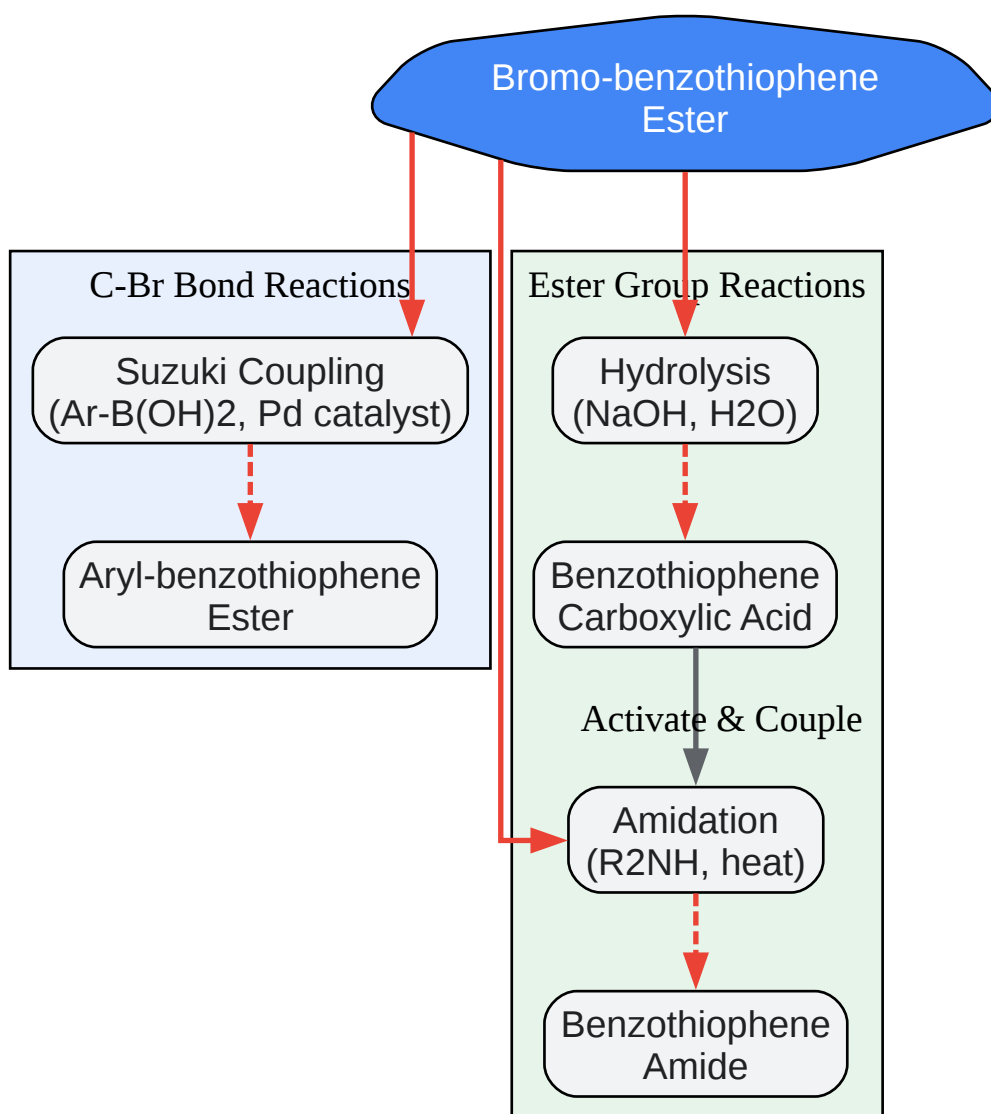 Bromo-benzothiophene
Ester
C-Br Bond Reactions
Suzuki Coupling
(Ar-B(OH)2, Pd catalyst)
Aryl-benzothiophene
Ester
Ester Group Reactions
Hydrolysis
(NaOH, H2O)
Benzothiophene
Carboxylic Acid
Activate & Couple
Amidation
(R2NH, heat)
Benzothiophene
Amide